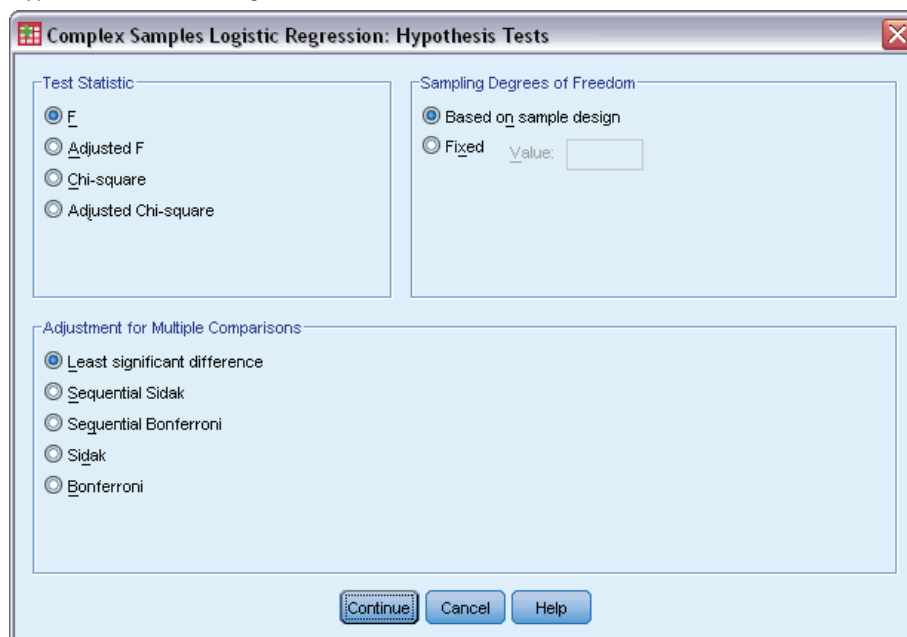 Complex Samples Logistic Regression: Hypothesis Tests
Test Statistic
F
Adjusted F
Chi-square
Adjusted Chi-square
Sampling Degrees of Freedom
Based on sample design
Fixed Value:
Adjustment for Multiple Comparisons
Least significant difference
Sequential Sidak
Sequential Bonferroni
Sidak
Bonferroni
Continue Cancel Help